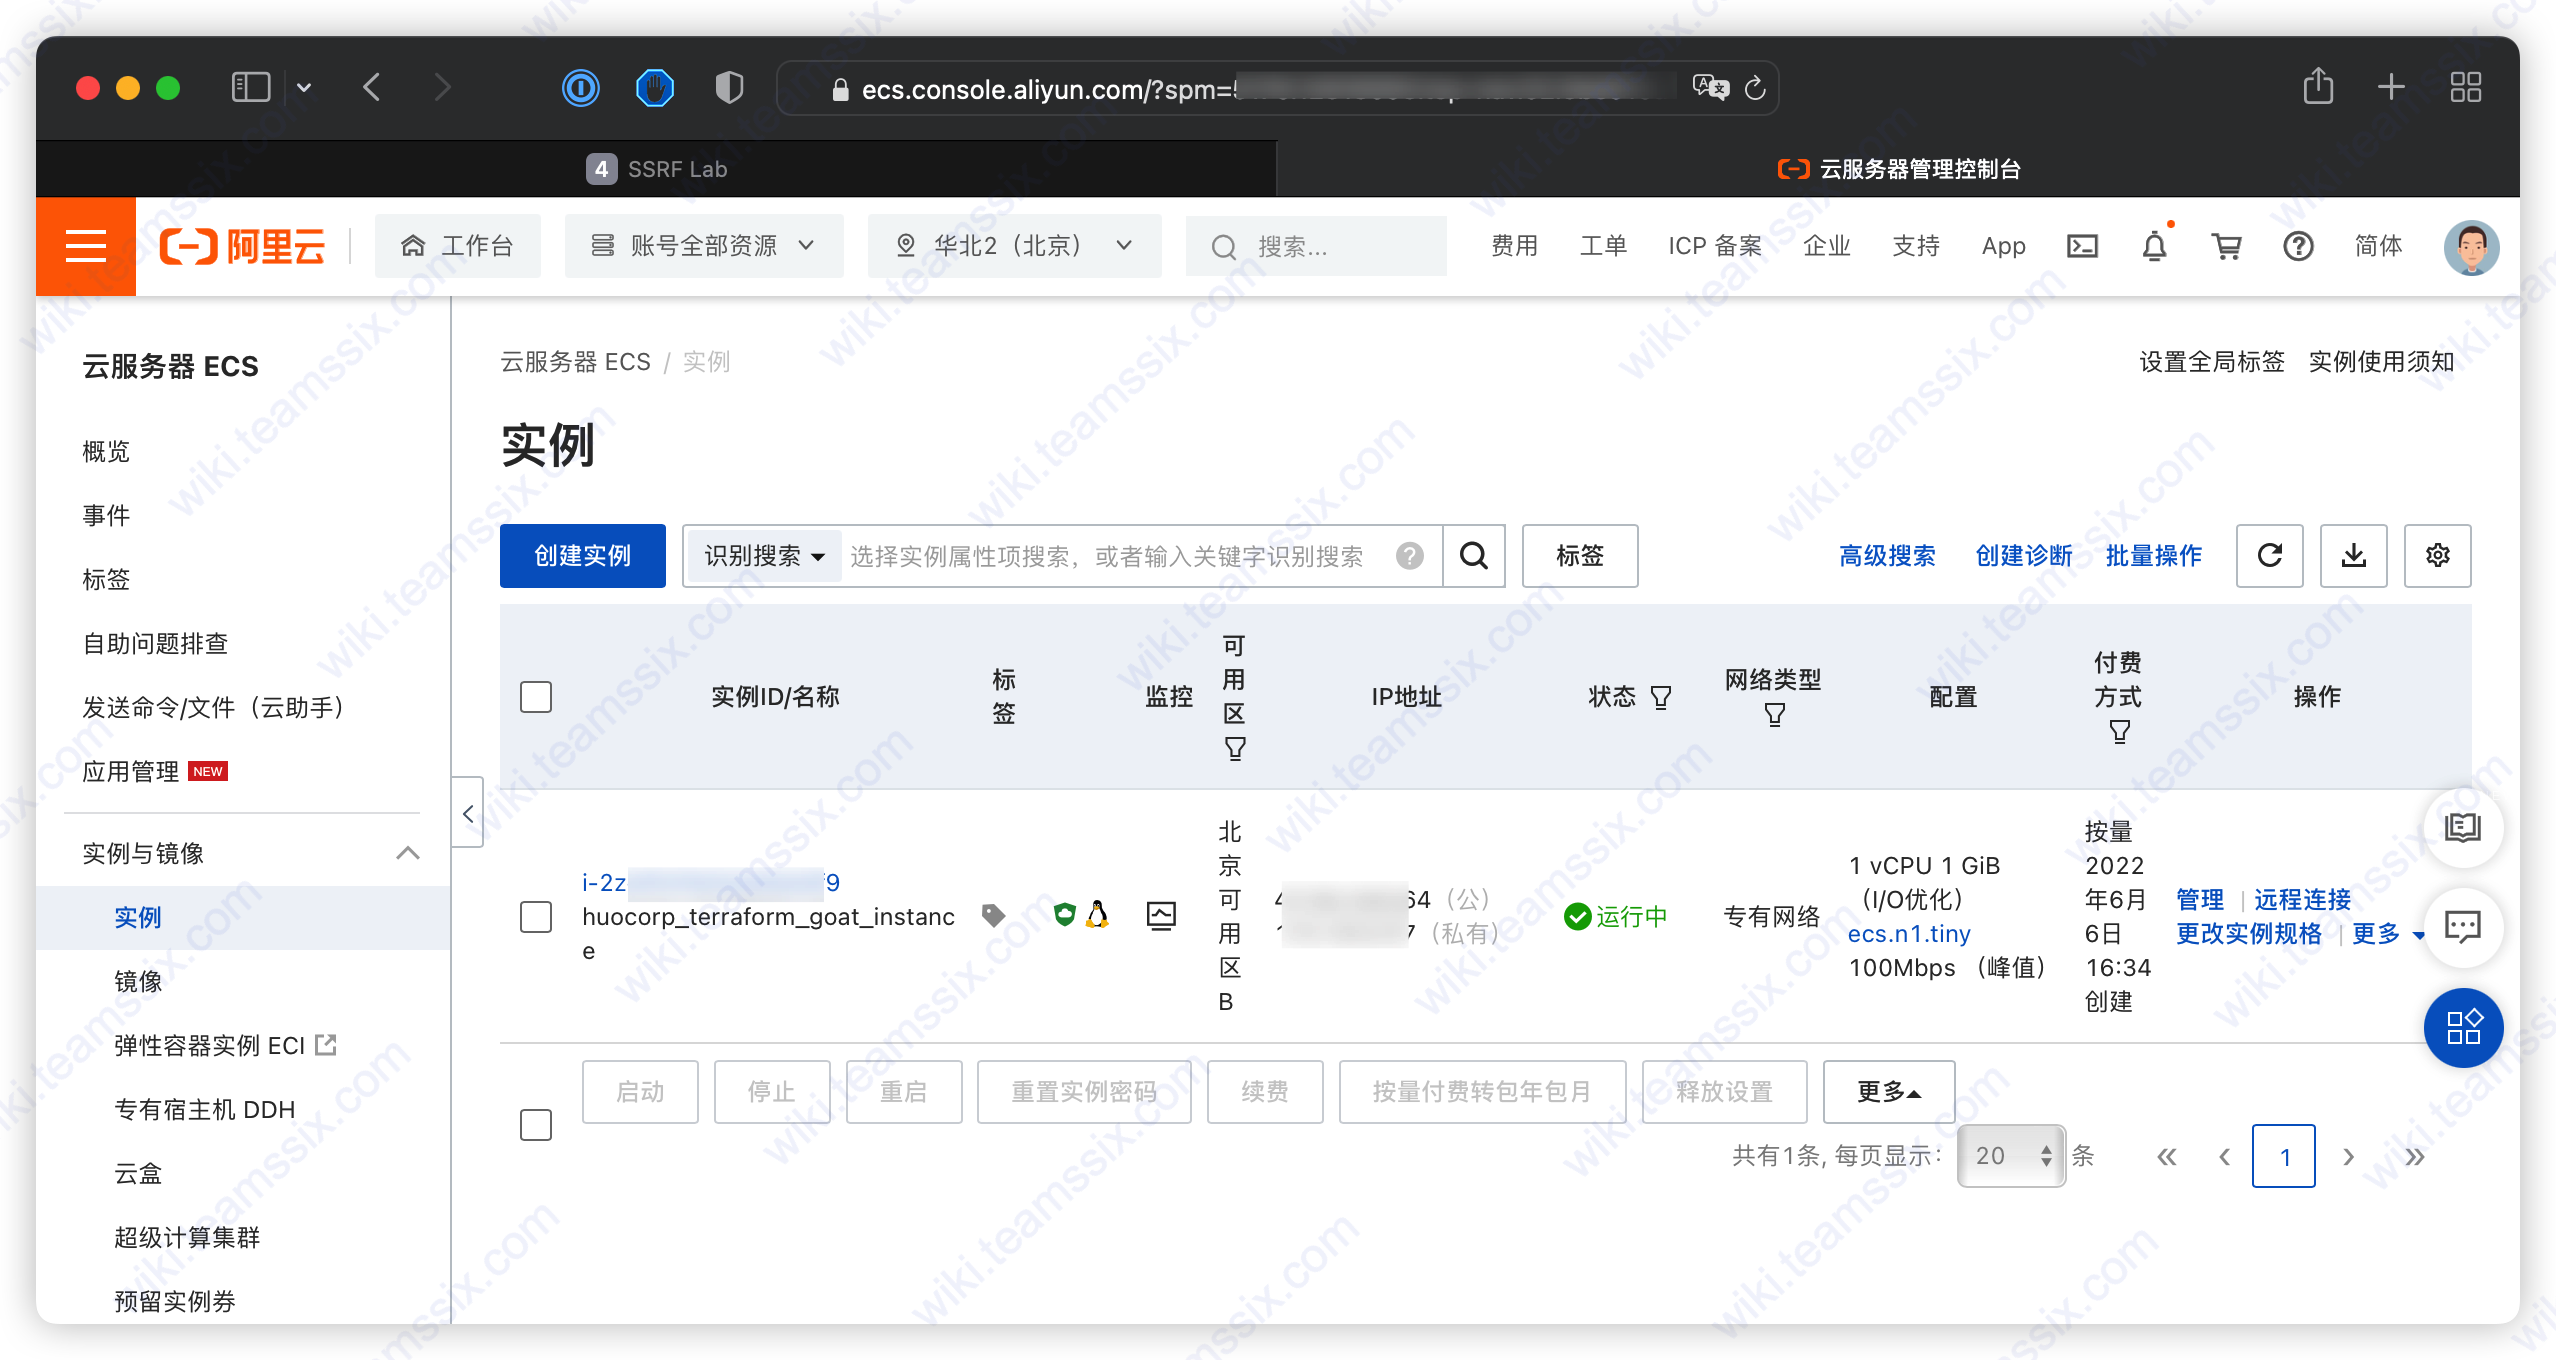 ecs.console.aliyun.com/?spm=
4 SSRF Lab
云服务器管理控制台
阿里云
工作台
账号全部资源
华北2（北京）
搜索...
费用
工单
ICP 备案
企业
支持
App
简体
云服务器 ECS
概览
事件
标签
自助问题排查
发送命令/文件（云助手）
应用管理 NEW
实例与镜像
实例
镜像
弹性容器实例 ECI
专有宿主机 DDH
云盒
超级计算集群
预留实例券
云服务器 ECS / 实例
设置全局标签 实例使用须知
实例
创建实例
识别搜索
选择实例属性项搜索，或者输入关键字识别搜索
标签
高级搜索
创建诊断
批量操作
实例ID/名称
标
签
监控
可
用
区
IP地址
状态
网络类型
配置
付费
方式
操作
i-2z f9
huocorp_terraform_goat_instanc
e
北
京
可
用
区
B
64（公）
7（私有）
运行中
专有网络
1 vCPU 1 GiB
（I/O优化）
ecs.n1.tiny
100Mbps （峰值）
按量
2022
年6月
6日
16:34
创建
管理 | 远程连接
更改实例规格 | 更多
启动
停止
重启
重置实例密码
续费
按量付费转包年包月
释放设置
更多
共有1条, 每页显示: 20 条
« ‹ 1 › »
wiki.teamssix.com